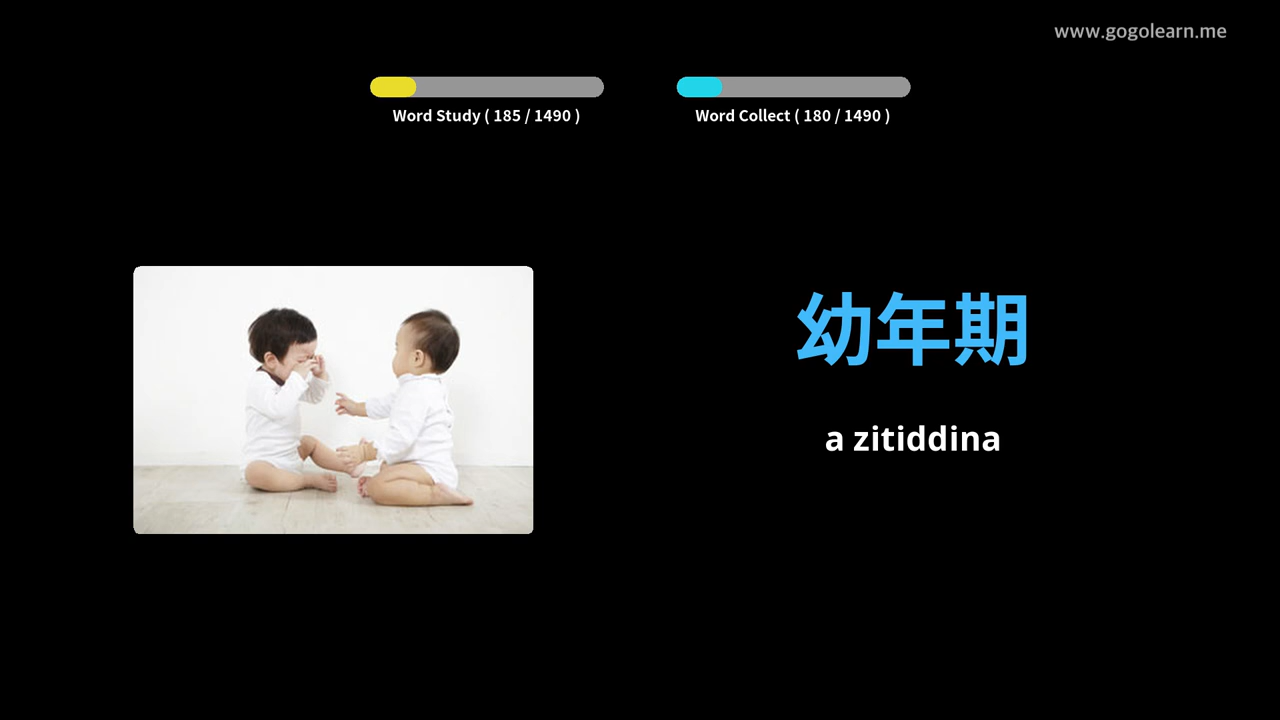 www.gogolearn.me
Word Study ( 185 / 1490 )
Word Collect ( 180 / 1490 )
幼年期
a zitiddina